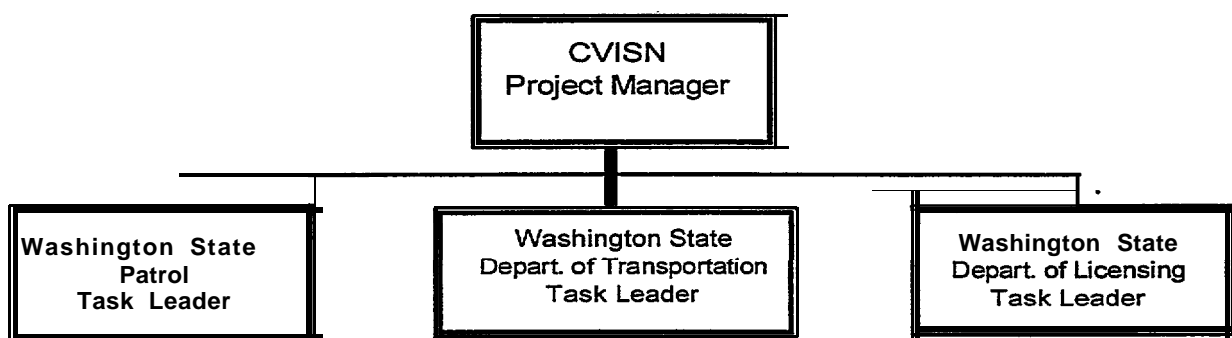 CVISN
Project Manager
Washington State
Patrol
Task Leader
Washington State
Depart. of Transportation
Task Leader
Washington State
Depart. of Licensing
Task Leader